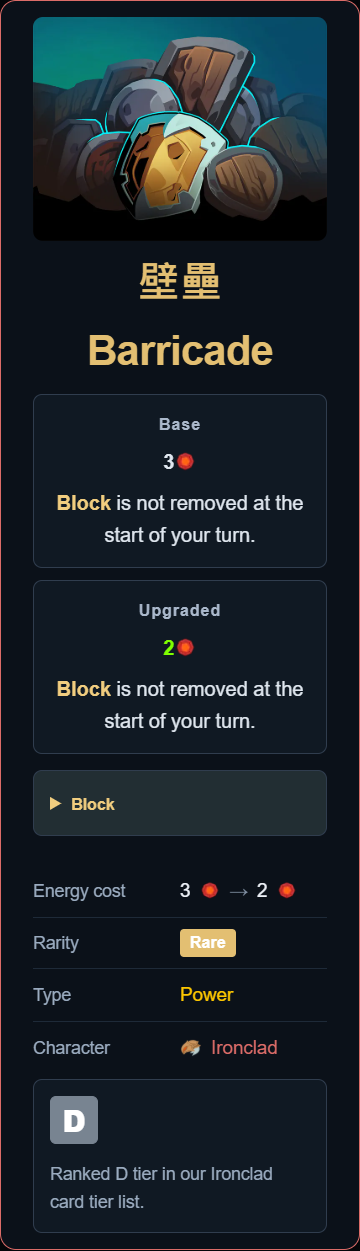 壁壘
Barricade
Base
3
Block is not removed at the
start of your turn.
Upgraded
2
Block is not removed at the
start of your turn.
Block
Energy cost 3 → 2
Rarity Rare
Type Power
Character Ironclad
D
Ranked D tier in our Ironclad
card tier list.